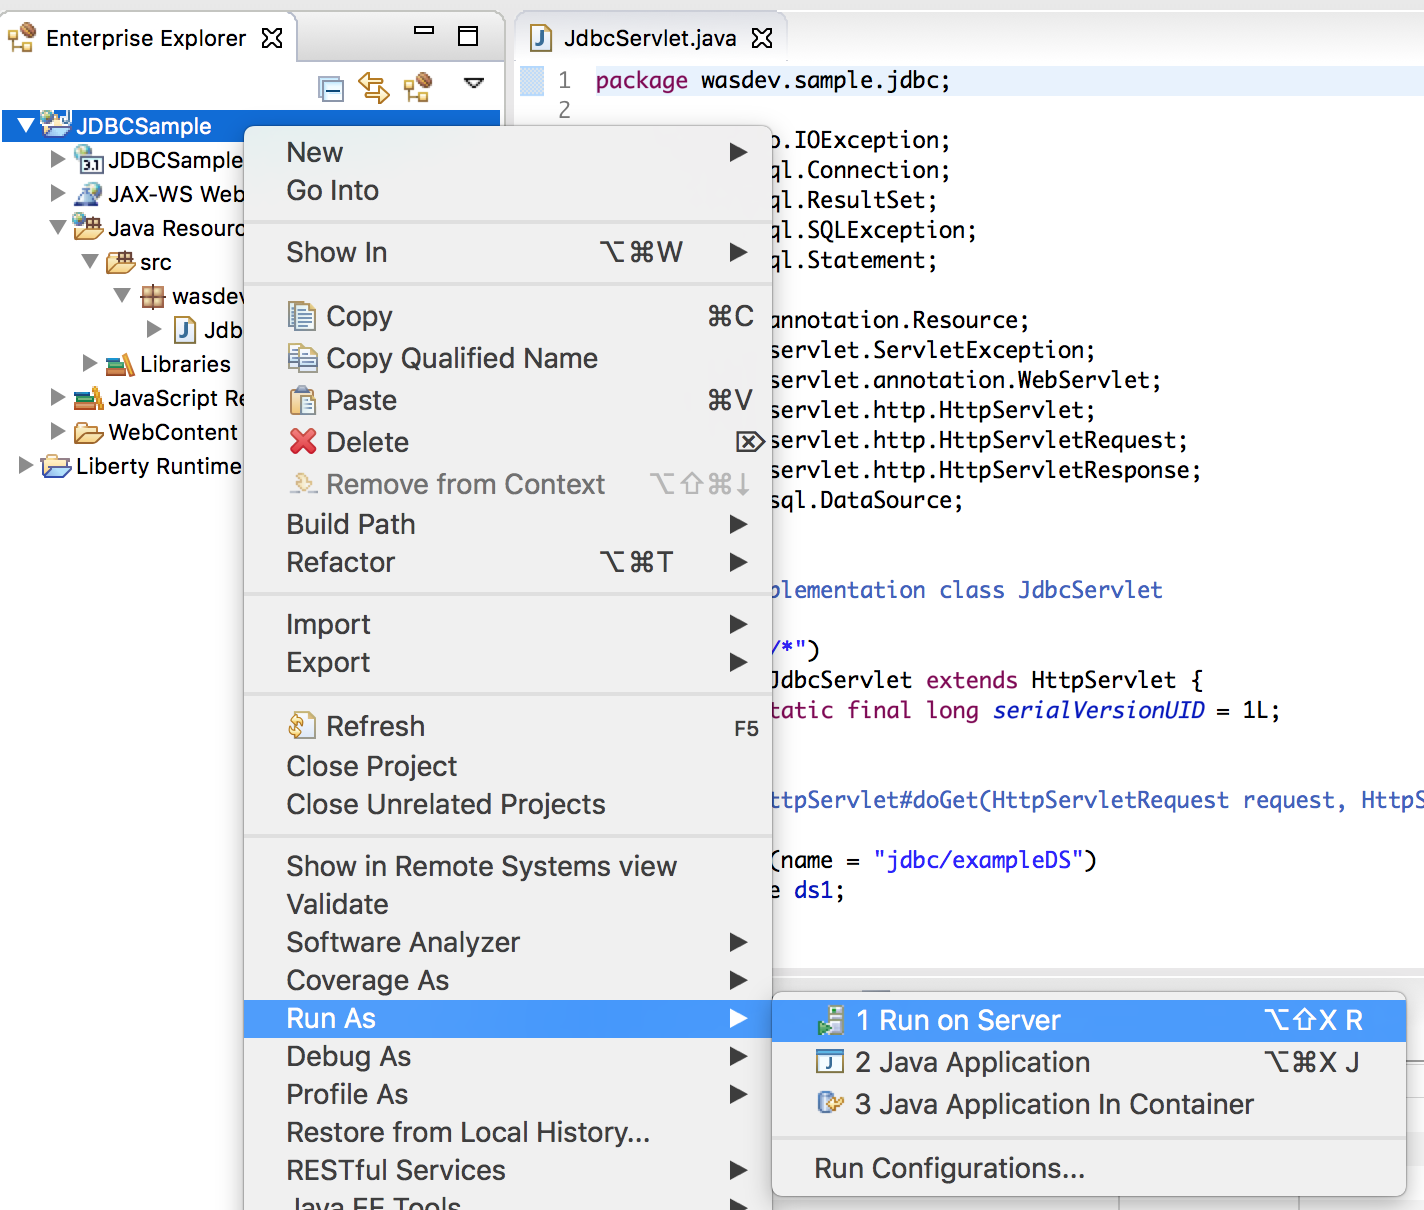 Enterprise Explorer
JDBCSample
3.1 JDBCSample
JAX-WS Web
Java Resourc
src
wasdev
J Jdb
Libraries
JavaScript Re
WebContent
Liberty Runtime
New
Go Into
Show In ⌥⌘W
Copy ⌘C
Copy Qualified Name
Paste ⌘V
Delete ⌦
Remove from Context ⌥⇧⌘↓
Build Path
Refactor ⌥⌘T
Import
Export
Refresh F5
Close Project
Close Unrelated Projects
Show in Remote Systems view
Validate
Software Analyzer
Coverage As
Run As
Debug As
Profile As
Restore from Local History...
RESTful Services
Java EE Tools
1 Run on Server ⌥⇧X R
J 2 Java Application ⌥⌘X J
3 Java Application In Container
Run Configurations...
J JdbcServlet.java
1 package wasdev.sample.jdbc;
2
o.IOException;
ql.Connection;
ql.ResultSet;
ql.SQLException;
ql.Statement;
annotation.Resource;
servlet.ServletException;
servlet.annotation.WebServlet;
servlet.http.HttpServlet;
servlet.http.HttpServletRequest;
servlet.http.HttpServletResponse;
sql.DataSource;
plementation class JdbcServlet
/*")
JdbcServlet extends HttpServlet {
tatic final long serialVersionUID = 1L;
ttpServlet#doGet(HttpServletRequest request, HttpS
(name = "jdbc/exampleDS")
e ds1;